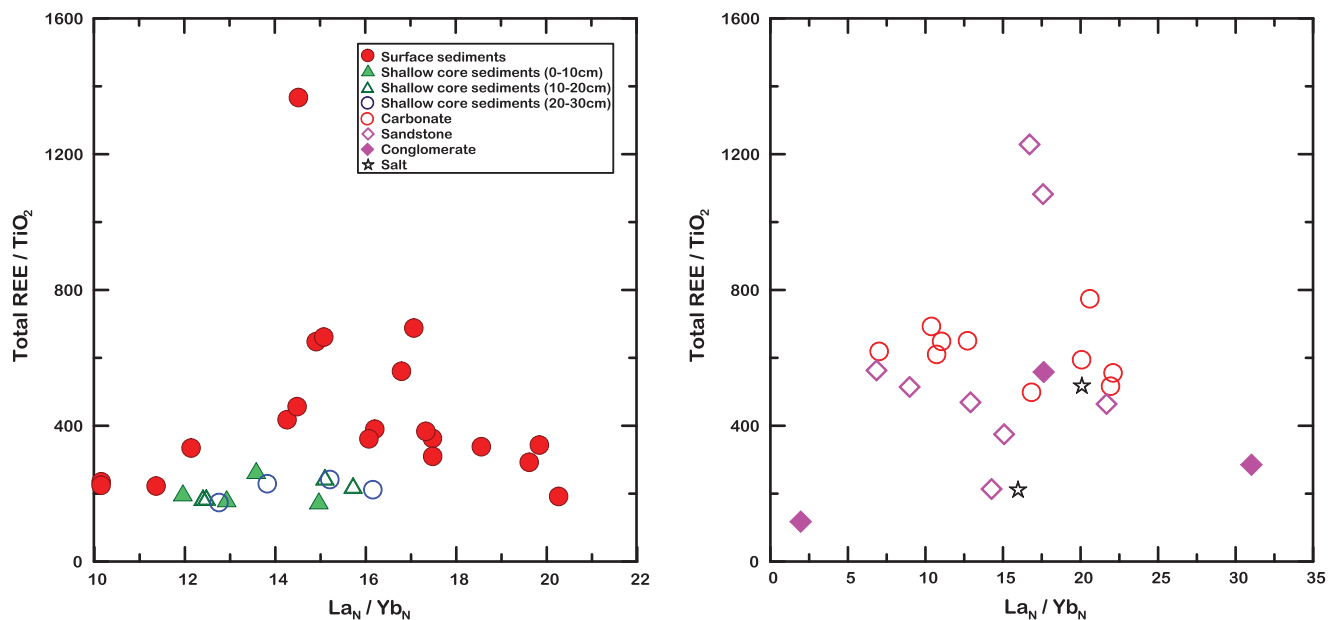 1600
1200
800
400
0
Total REE / TiO2
10 12 14 16 18 20 22
LaN / YbN
Surface sediments
Shallow core sediments (0-10cm)
Shallow core sediments (10-20cm)
Shallow core sediments (20-30cm)
Carbonate
Sandstone
Conglomerate
Salt
1600
1200
800
400
0
Total REE / TiO2
0 5 10 15 20 25 30 35
LaN / YbN